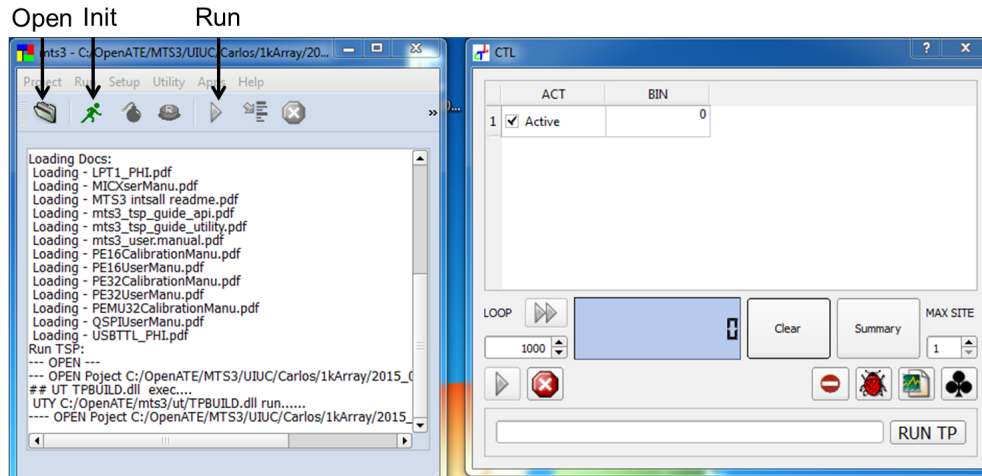 Open Init Run
mts3 - C:/OpenATE/MTS3/UIUC/Carlos/1kArray/20...
Project Run Setup Utility Apps Help
»
Loading Docs:
Loading - LPT1_PHI.pdf
Loading - MICXserManu.pdf
Loading - MTS3 intsall readme.pdf
Loading - mts3_tsp_guide_api.pdf
Loading - mts3_tsp_guide_utility.pdf
Loading - mts3_user.manual.pdf
Loading - PE16CalibrationManu.pdf
Loading - PE16UserManu.pdf
Loading - PE32CalibrationManu.pdf
Loading - PE32UserManu.pdf
Loading - PEMU32CalibrationManu.pdf
Loading - QSPIUserManu.pdf
Loading - USBTTL_PHI.pdf
Run TSP:
--- OPEN ---
--- OPEN Poject C:/OpenATE/MTS3/UIUC/Carlos/1kArray/2015_0
## UT TPBUILD.dll exec....
UTY C:/OpenATE/mts3/ut/TPBUILD.dll run......
---- OPEN Poject C:/OpenATE/MTS3/UIUC/Carlos/1kArray/2015_
CTL
ACT BIN
1 Active 0
LOOP
1000
0
Clear
Summary
MAX SITE
1
RUN TP